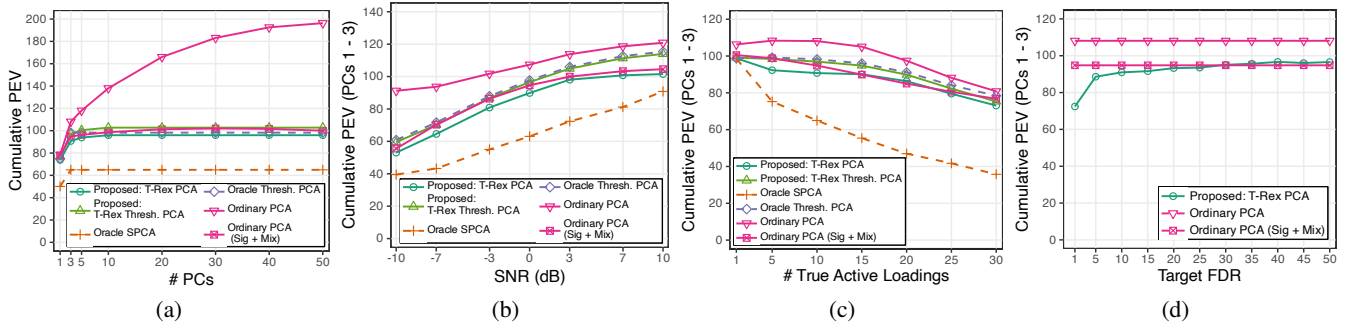 Cumulative PEV
200
180
160
140
120
100
80
60
40
20
0
Proposed: T-Rex PCA
Proposed:
T-Rex Thresh. PCA
Oracle SPCA
Oracle Thresh. PCA
Ordinary PCA
Ordinary PCA
(Sig + Mix)
1 3 5 10 20 30 40 50
# PCs
(a)
Cumulative PEV (PCs 1 - 3)
140
120
100
80
60
40
20
0
Proposed: T-Rex PCA
Proposed:
T-Rex Thresh. PCA
Oracle SPCA
Oracle Thresh. PCA
Ordinary PCA
Ordinary PCA
(Sig + Mix)
-10 -7 -3 0 3 7 10
SNR (dB)
(b)
Cumulative PEV (PCs 1 - 3)
120
100
80
60
40
20
0
Proposed: T-Rex PCA
Proposed: T-Rex Thresh. PCA
Oracle SPCA
Oracle Thresh. PCA
Ordinary PCA
Ordinary PCA (Sig + Mix)
1 5 10 15 20 25 30
# True Active Loadings
(c)
Cumulative PEV (PCs 1 - 3)
120
100
80
60
40
20
0
Proposed: T-Rex PCA
Ordinary PCA
Ordinary PCA (Sig + Mix)
1 5 10 15 20 25 30 35 40 45 50
Target FDR
(d)